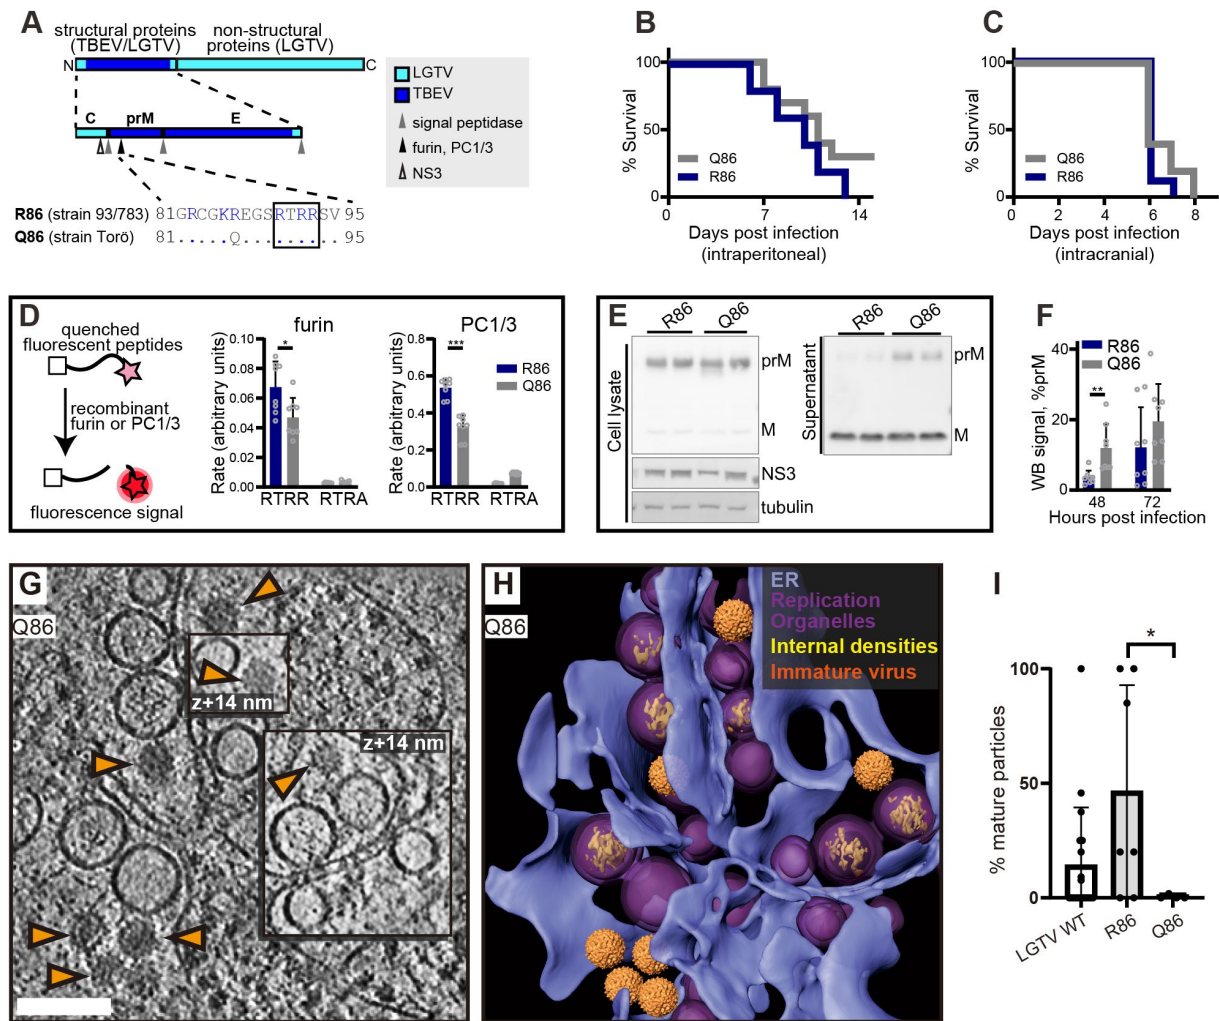 A
structural proteins
(TBEV/LGTV)
non-structural
proteins (LGTV)
N
C
C
prM
E
LGTV
TBEV
signal peptidase
furin, PC1/3
NS3
R86 (strain 93/783) 81GRCGKREGSRTRRSV95
Q86 (strain Torö) 81......Q........95
B
% Survival
100
50
0
Q86
R86
0
7
14
Days post infection
(intraperitoneal)
C
% Survival
100
50
0
Q86
R86
0
2
4
6
8
Days post infection
(intracranial)
D
quenched
fluorescent peptides
recombinant
furin or PC1/3
fluorescence signal
furin
Rate (arbitrary units)
0.10
0.08
0.06
0.04
0.02
0.00
*
RTRR
RTRA
PC1/3
Rate (arbitrary units)
0.8
0.6
0.4
0.2
0.0
***
RTRR
RTRA
R86
Q86
E
R86
Q86
Cell lysate
prM
M
NS3
tubulin
R86
Q86
Supernatant
prM
M
F
R86
Q86
WB signal, %prM
40
20
0
**
48
72
Hours post infection
G
Q86
z+14 nm
z+14 nm
H
Q86
ER
Replication
Organelles
Internal densities
Immature virus
I
% mature particles
100
50
0
*
LGTV WT
R86
Q86